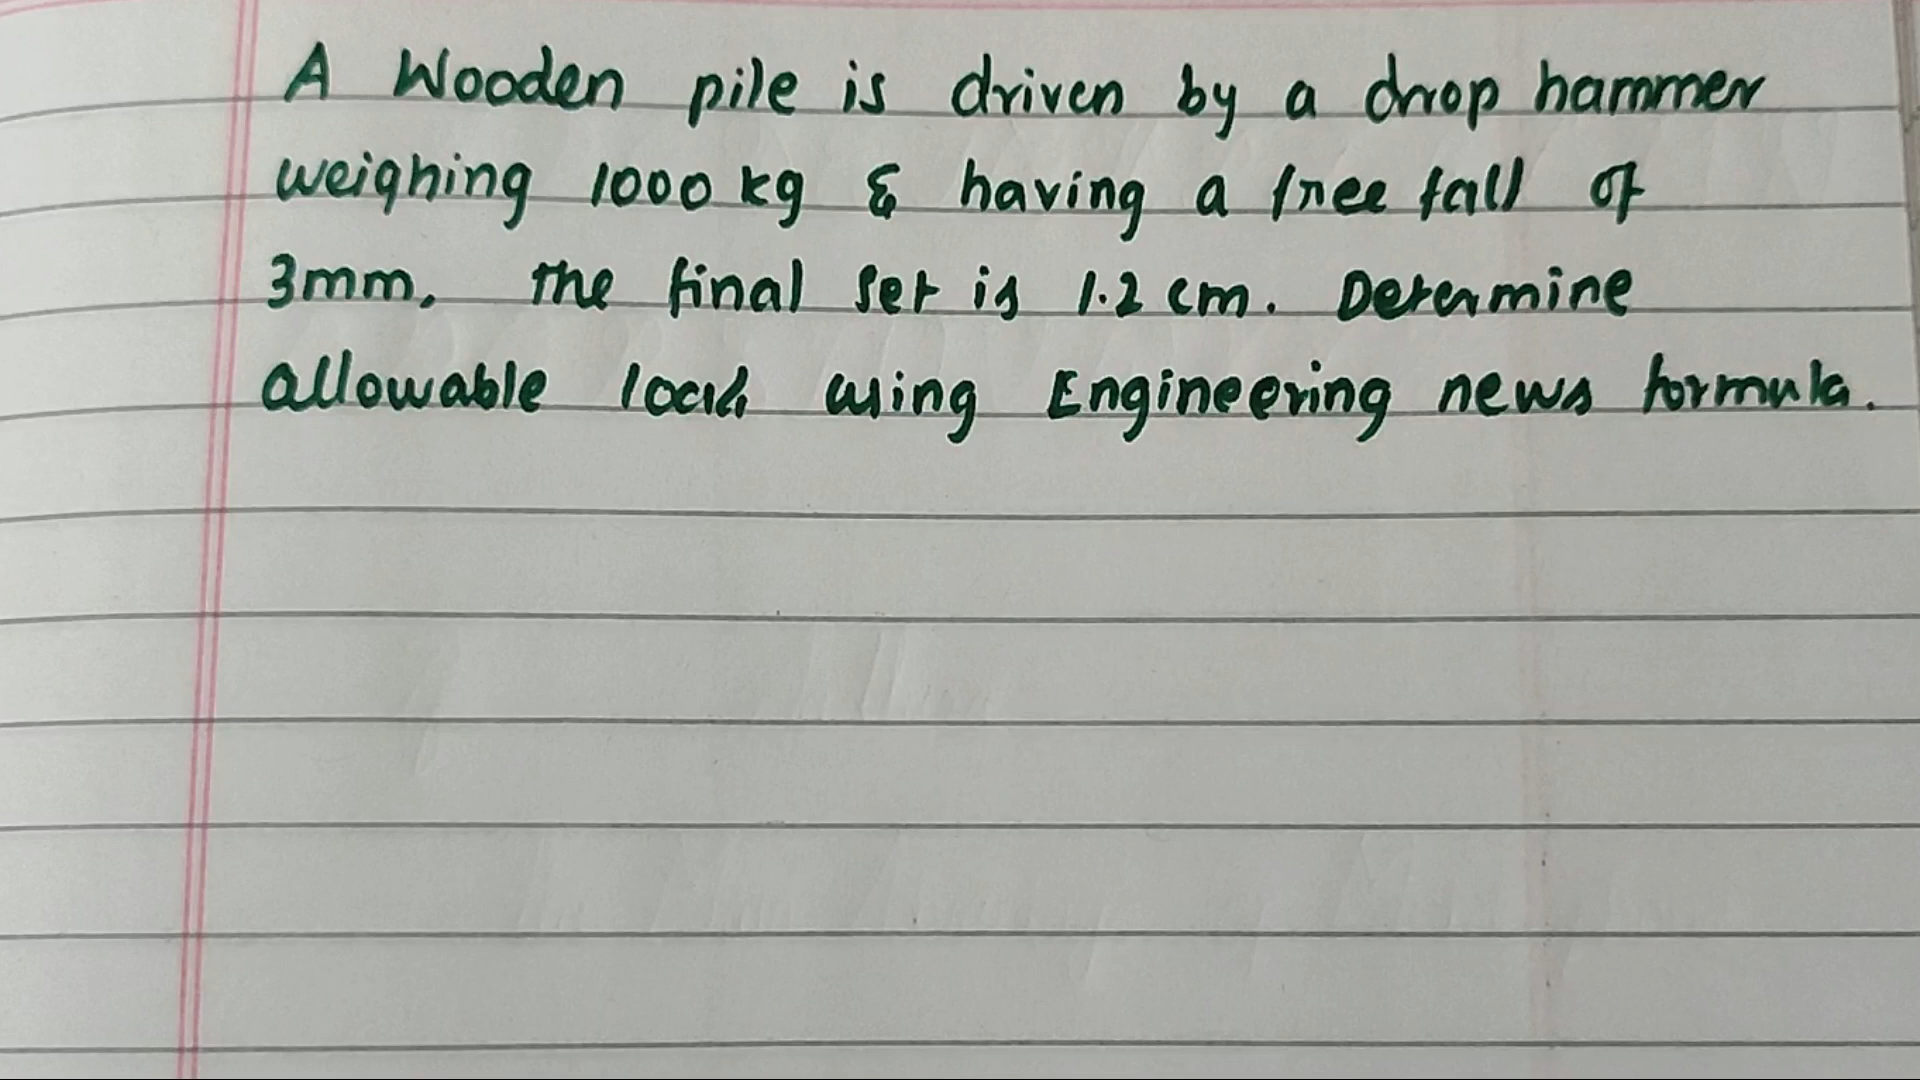 A Wooden pile is driven by a drop hammer
weighing 1000 kg & having a free fall of
3mm, the final set is 1.2 cm. Determine
allowable load using Engineering news formula.